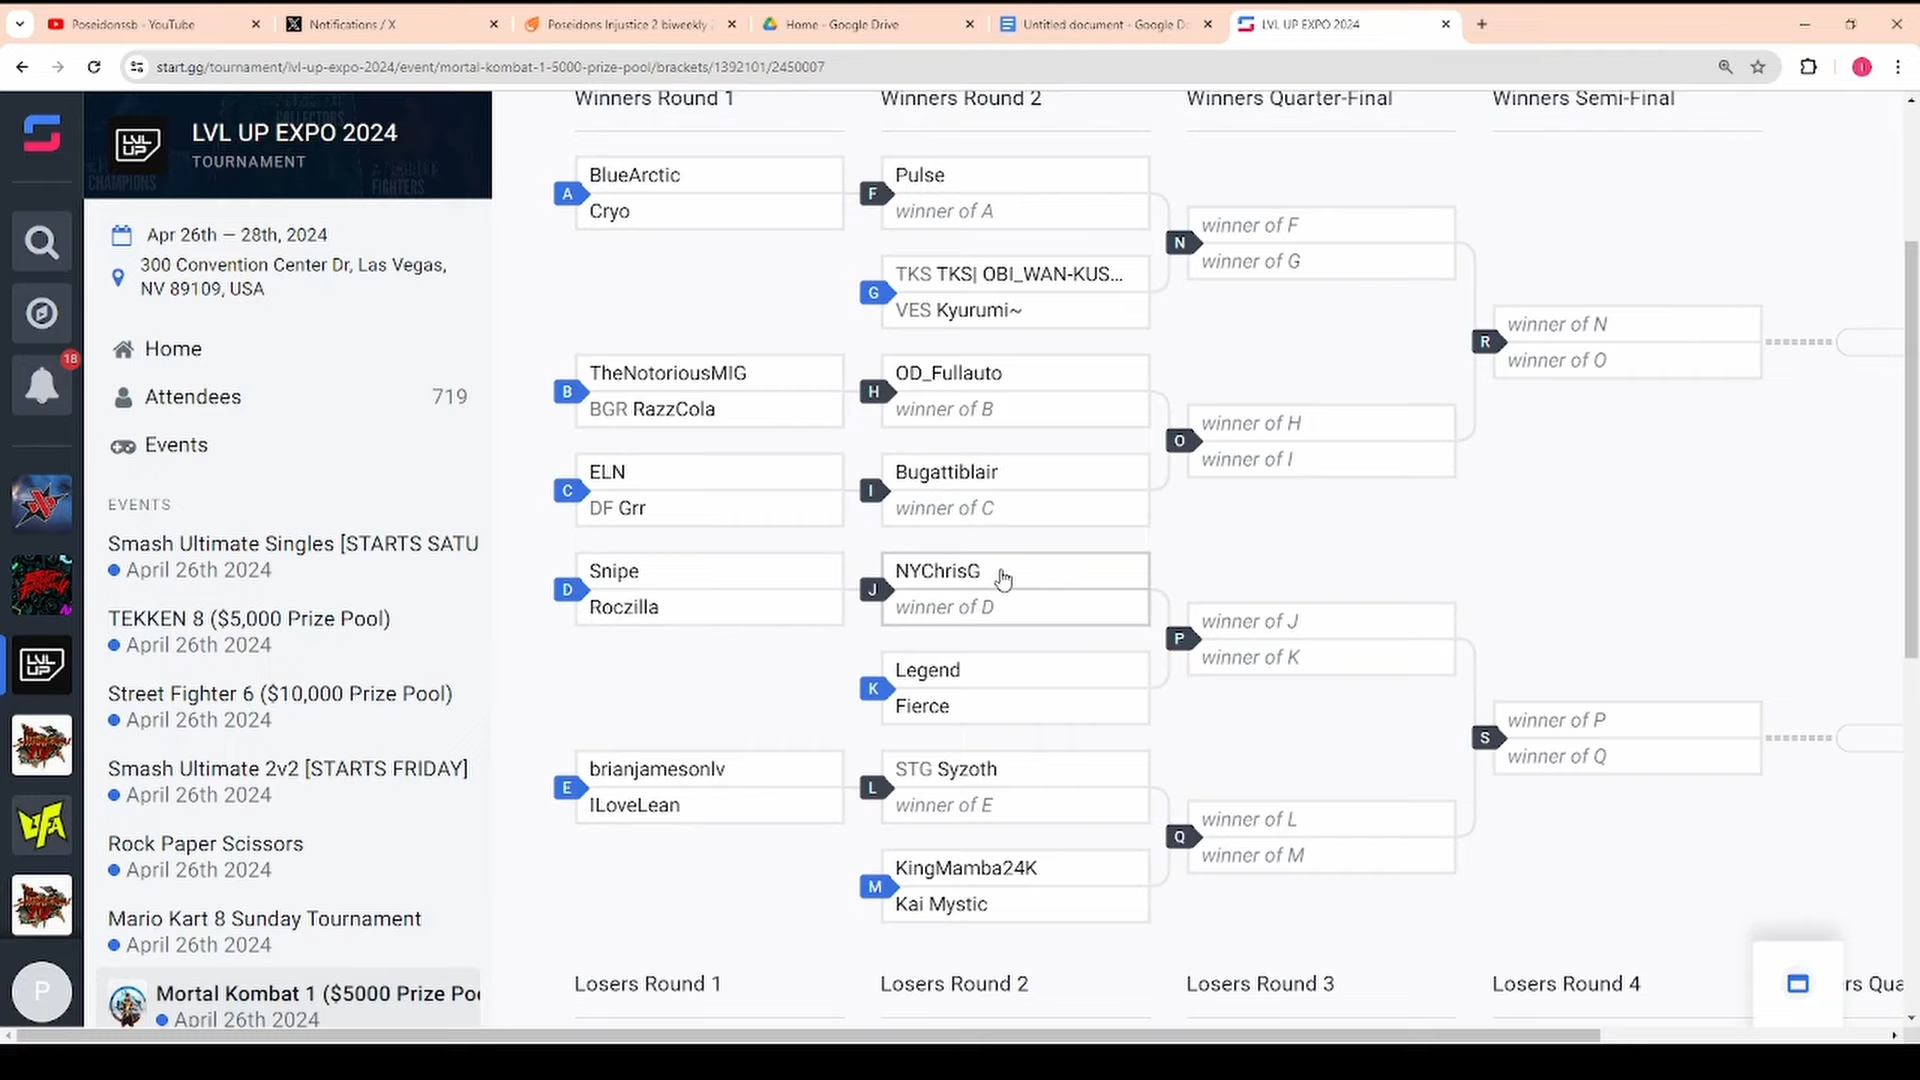 Poseidonssb - YouTube
Notifications / X
Poseidons Injustice 2 biweekly
Home - Google Drive
Untitled document - Google Do
LVL UP EXPO 2024
start.gg/tournament/lvl-up-expo-2024/event/mortal-kombat-1-5000-prize-pool/brackets/1392101/2450007
LVL UP
LVL UP EXPO 2024
TOURNAMENT
CHAMPIONS
FIGHTERS
Apr 26th — 28th, 2024
300 Convention Center Dr, Las Vegas,
NV 89109, USA
18
Home
Attendees 719
Events
EVENTS
Smash Ultimate Singles [STARTS SATU
April 26th 2024
TEKKEN 8 ($5,000 Prize Pool)
April 26th 2024
LVL UP
Street Fighter 6 ($10,000 Prize Pool)
April 26th 2024
Smash Ultimate 2v2 [STARTS FRIDAY]
April 26th 2024
Rock Paper Scissors
April 26th 2024
Mario Kart 8 Sunday Tournament
April 26th 2024
P
Mortal Kombat 1 ($5000 Prize Poo
April 26th 2024
Winners Round 1
A
BlueArctic
Cryo
B
TheNotoriousMIG
BGR RazzCola
C
ELN
DF Grr
D
Snipe
Roczilla
E
brianjamesonlv
ILoveLean
Winners Round 2
F
Pulse
winner of A
G
TKS TKS| OBI_WAN-KUS...
VES Kyurumi~
H
OD_Fullauto
winner of B
I
Bugattiblair
winner of C
J
NYChrisG
winner of D
K
Legend
Fierce
L
STG Syzoth
winner of E
M
KingMamba24K
Kai Mystic
Winners Quarter-Final
N
winner of F
winner of G
O
winner of H
winner of I
P
winner of J
winner of K
Q
winner of L
winner of M
Winners Semi-Final
R
winner of N
winner of O
S
winner of P
winner of Q
Losers Round 1
Losers Round 2
Losers Round 3
Losers Round 4
rs Qua